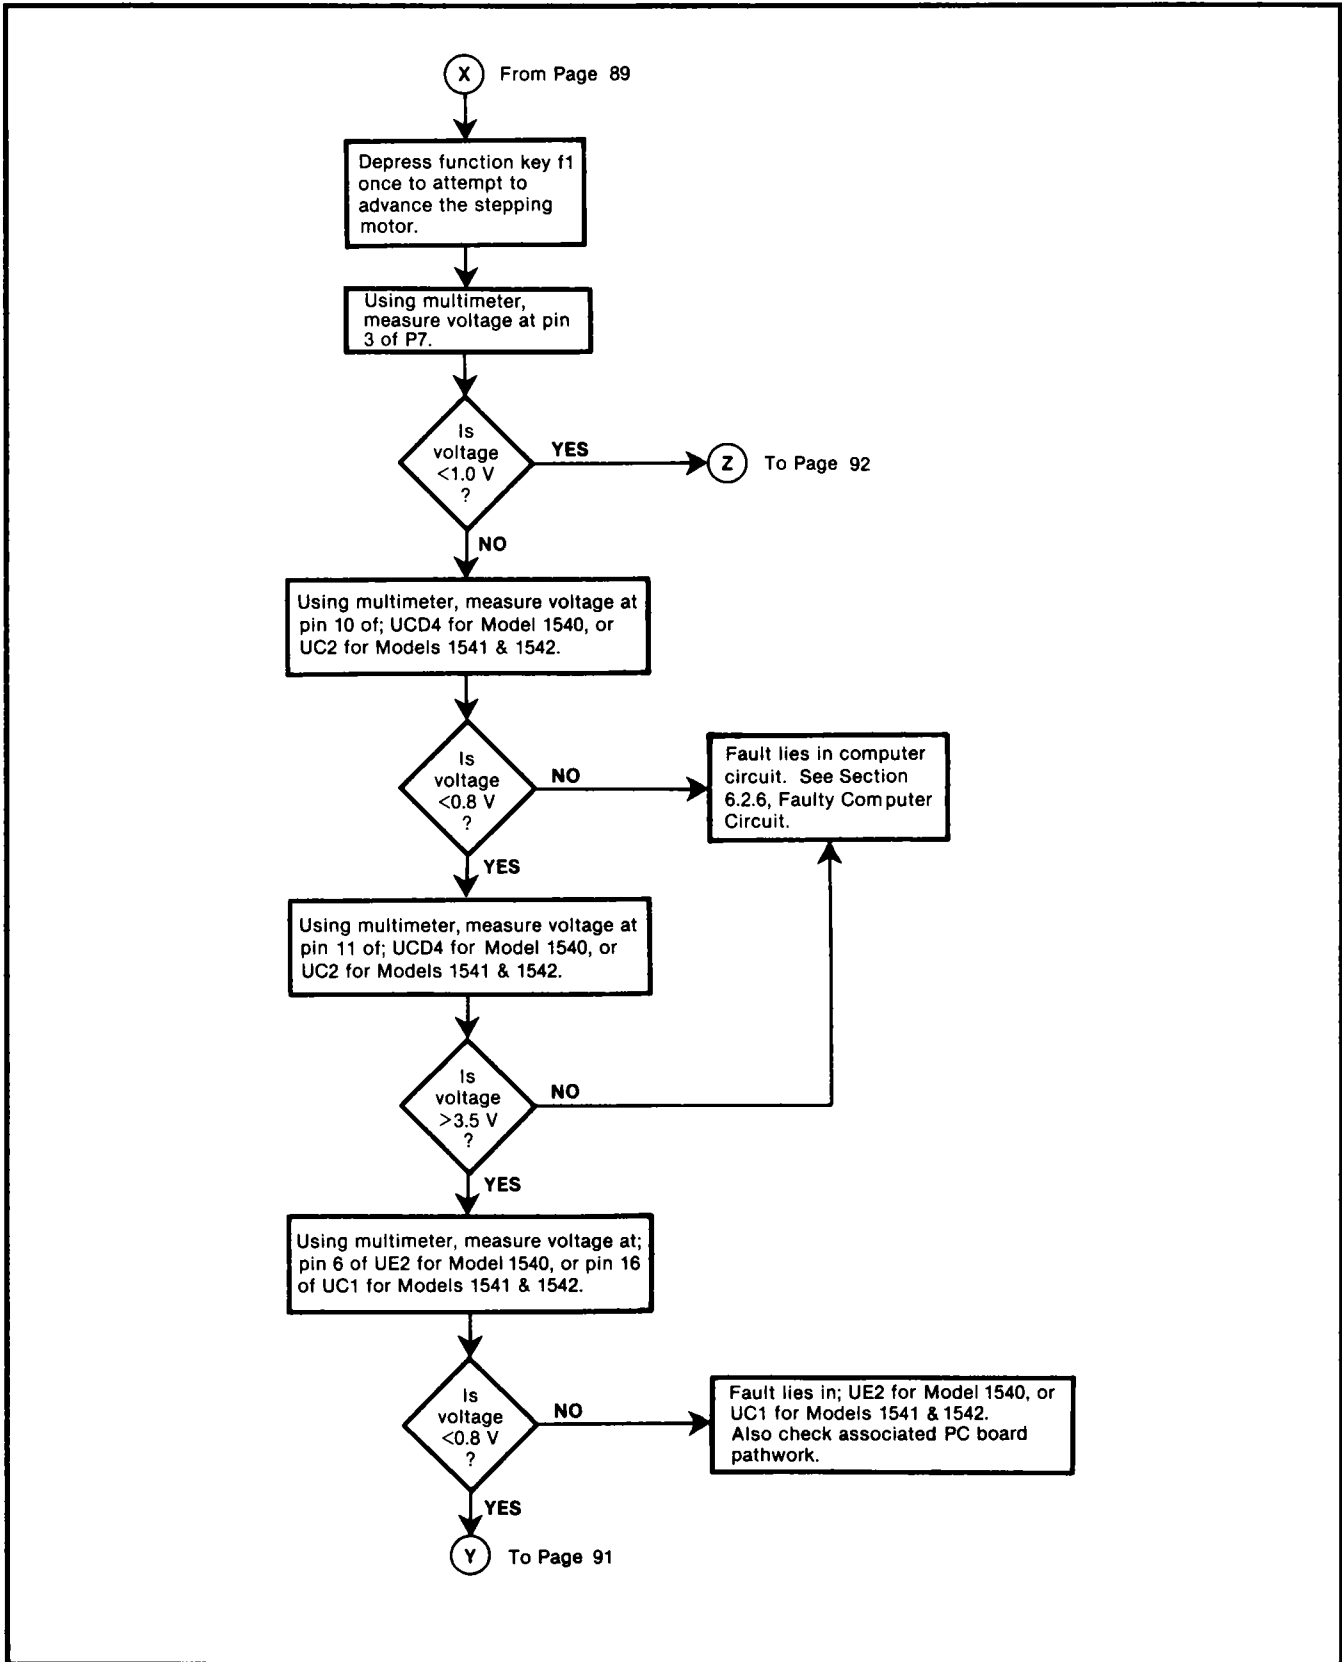 X From Page 89
Depress function key f1
once to attempt to
advance the stepping
motor.
Using multimeter,
measure voltage at pin
3 of P7.
Is
voltage
<1.0 V
?
YES
Z To Page 92
NO
Using multimeter, measure voltage at
pin 10 of; UCD4 for Model 1540, or
UC2 for Models 1541 & 1542.
Is
voltage
<0.8 V
?
NO
Fault lies in computer
circuit. See Section
6.2.6, Faulty Computer
Circuit.
YES
Using multimeter, measure voltage at
pin 11 of; UCD4 for Model 1540, or
UC2 for Models 1541 & 1542.
Is
voltage
>3.5 V
?
NO
YES
Using multimeter, measure voltage at;
pin 6 of UE2 for Model 1540, or pin 16
of UC1 for Models 1541 & 1542.
Is
voltage
<0.8 V
?
NO
Fault lies in; UE2 for Model 1540, or
UC1 for Models 1541 & 1542.
Also check associated PC board
pathwork.
YES
Y To Page 91